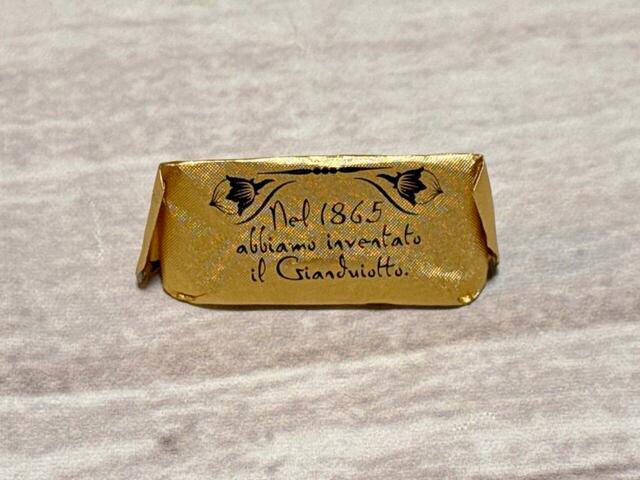 Nel 1865
abbiamo inventato
il Gianduiotto.